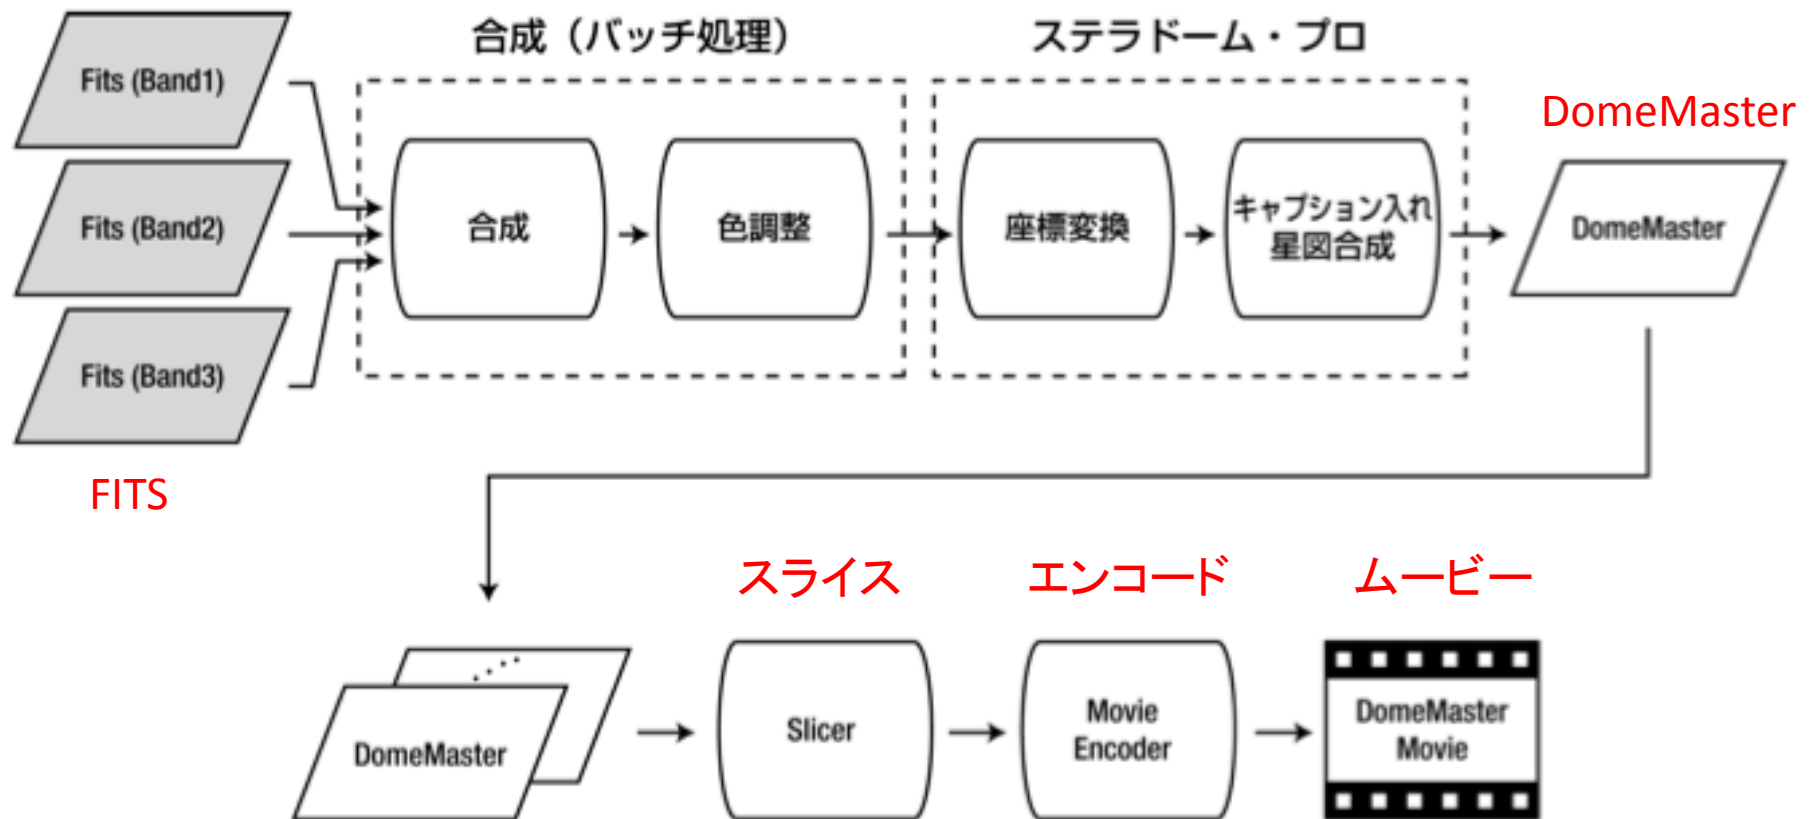 合成（バッチ処理）
ステラドーム・プロ
Fits (Band1)
DomeMaster
Fits (Band2)
合成
色調整
座標変換
キャプション入れ
星図合成
DomeMaster
Fits (Band3)
FITS
スライス
エンコード
ムービー
DomeMaster
Slicer
Movie
Encoder
DomeMaster
Movie